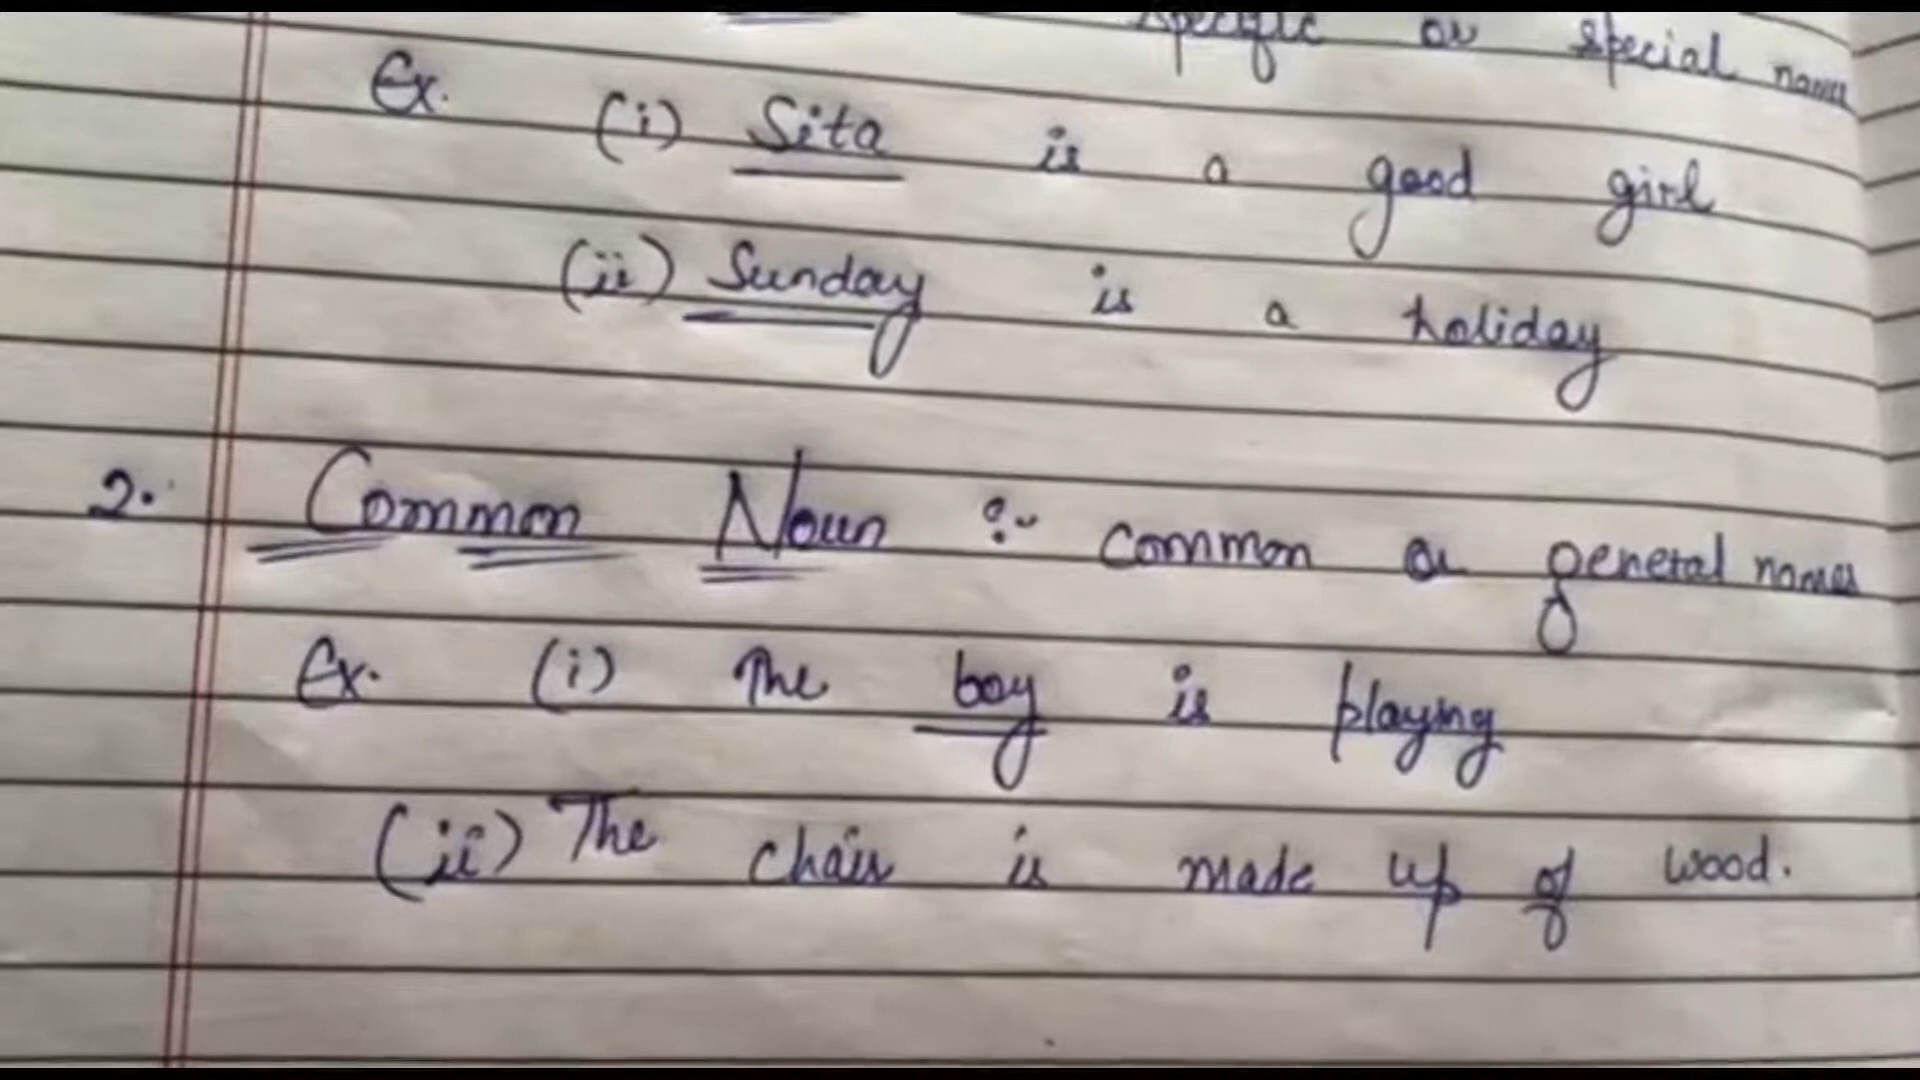 specific or special names
Ex. (i) Sita is a good girl
(ii) Sunday is a holiday
2. Common Noun :- common or general names
Ex. (i) The boy is playing
(ii) The chair is made up of wood.